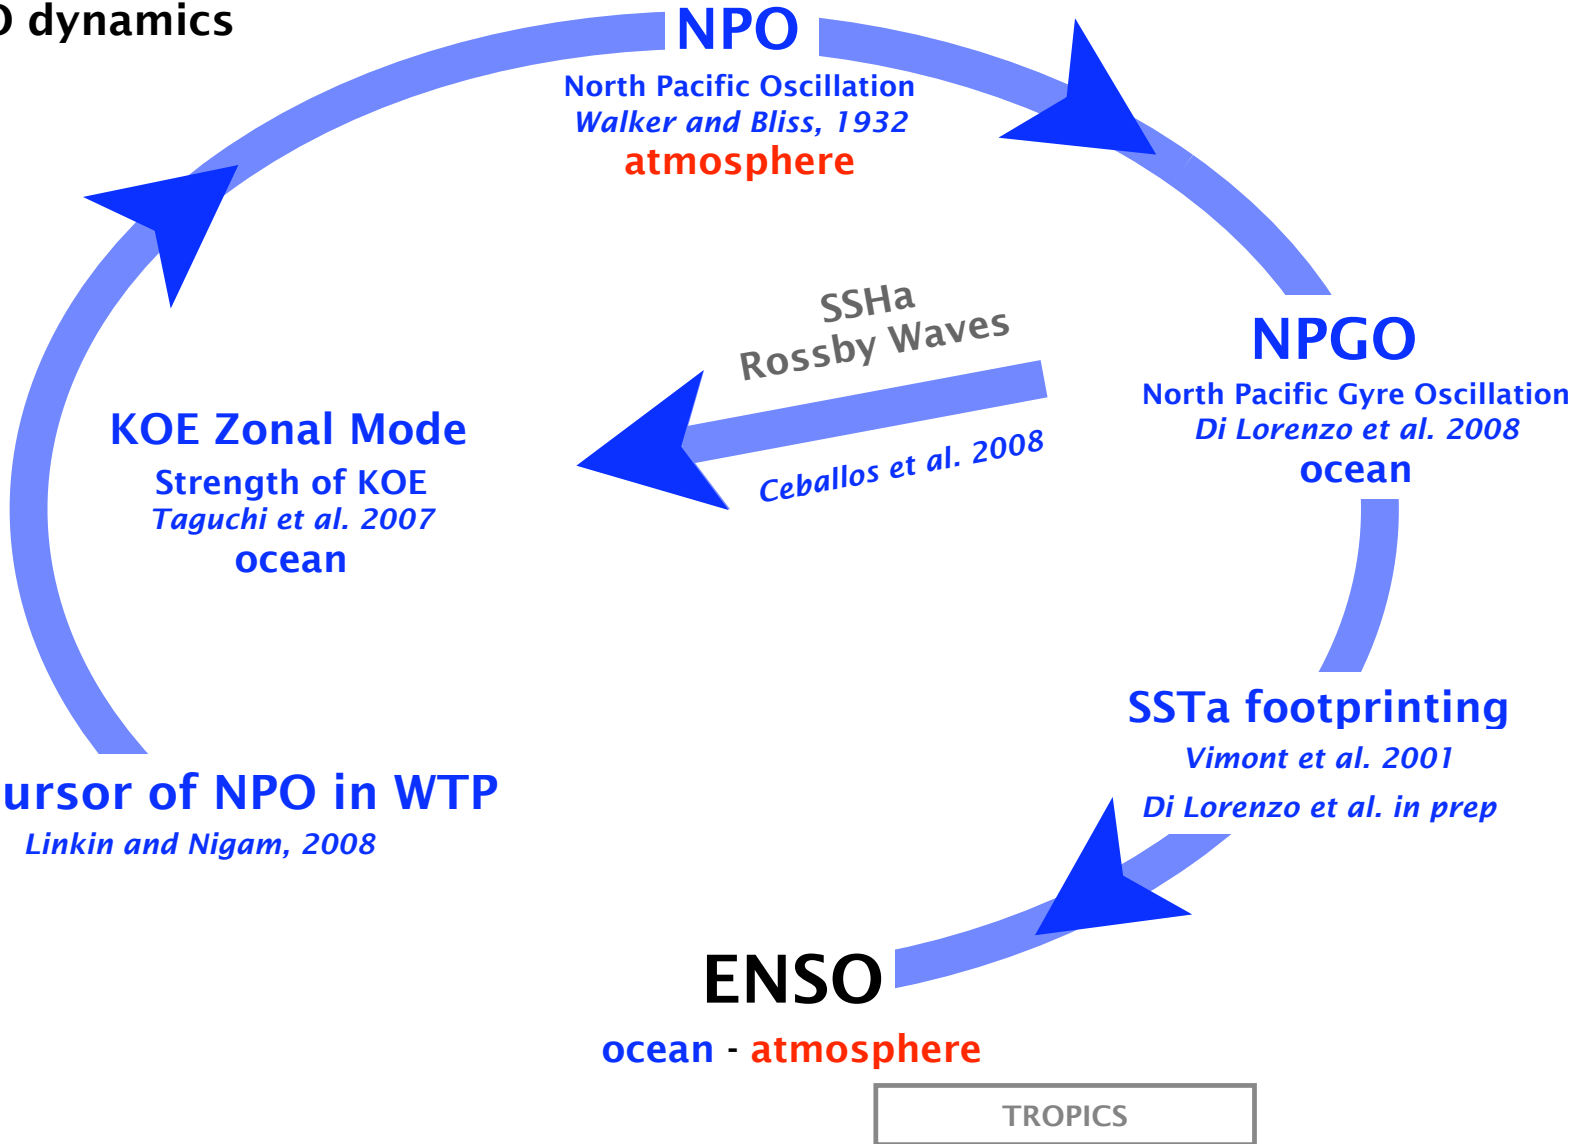 dynamics
NPO
North Pacific Oscillation
Walker and Bliss, 1932
atmosphere
SSHa
Rossby Waves
Ceballos et al. 2008
NPGO
North Pacific Gyre Oscillation
Di Lorenzo et al. 2008
ocean
KOE Zonal Mode
Strength of KOE
Taguchi et al. 2007
ocean
SSTa footprinting
Vimont et al. 2001
Di Lorenzo et al. in prep
of NPO in WTP
Linkin and Nigam, 2008
ENSO
ocean - atmosphere
TROPICS